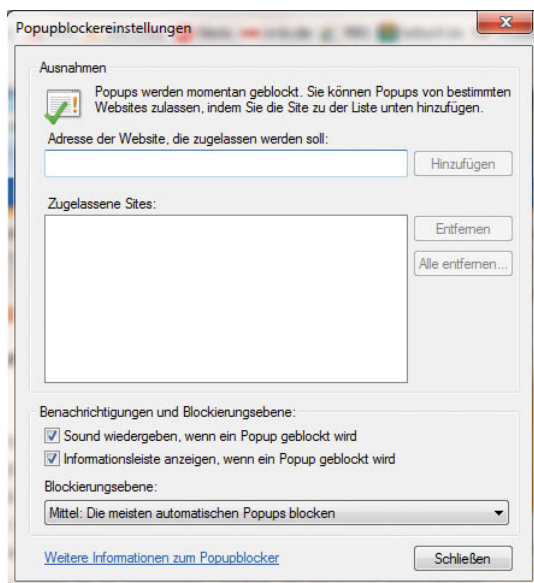 Popupblockereinstellungen
Ausnahmen
Popups werden momentan geblockt. Sie können Popups von bestimmten
Websites zulassen, indem Sie die Site zu der Liste unten hinzufügen.
Adresse der Website, die zugelassen werden soll:
Hinzufügen
Zugelassene Sites:
Entfernen
Alle entfernen...
Benachrichtigungen und Blockierungsebene:
Sound wiedergeben, wenn ein Popup geblockt wird
Informationsleiste anzeigen, wenn ein Popup geblockt wird
Blockierungsebene:
Mittel: Die meisten automatischen Popups blocken
Weitere Informationen zum Popupblocker
Schließen